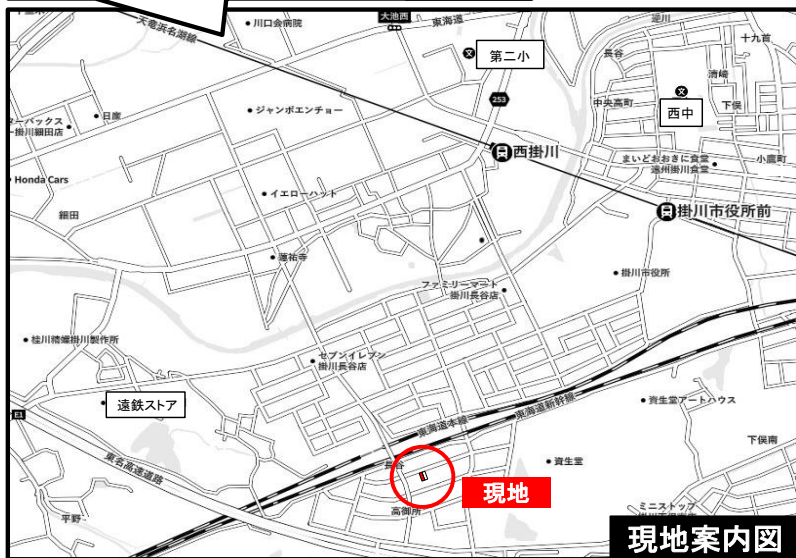 天竜浜名湖線
川口会病院
大池西
東海道
逆川
十九首
第二小
長谷
清崎
253
中央高町
下俣
日産
ジャンボエンチョー
西中
ターバックス
掛川細田店
西掛川
まいどおおきに食堂
遠州掛川食堂
小鷹町
Honda Cars
イエローハット
細田
掛川市役所前
蓮祐寺
掛川市役所
ファミリーマート
掛川長谷店
桂川精螺掛川製作所
セブンイレブン
掛川長谷店
遠鉄ストア
資生堂アートハウス
E1
東海道本線
東海道新幹線
下俣南
東名高速道路
長谷
資生堂
現地
平野
高御所
ミニストップ
現地案内図